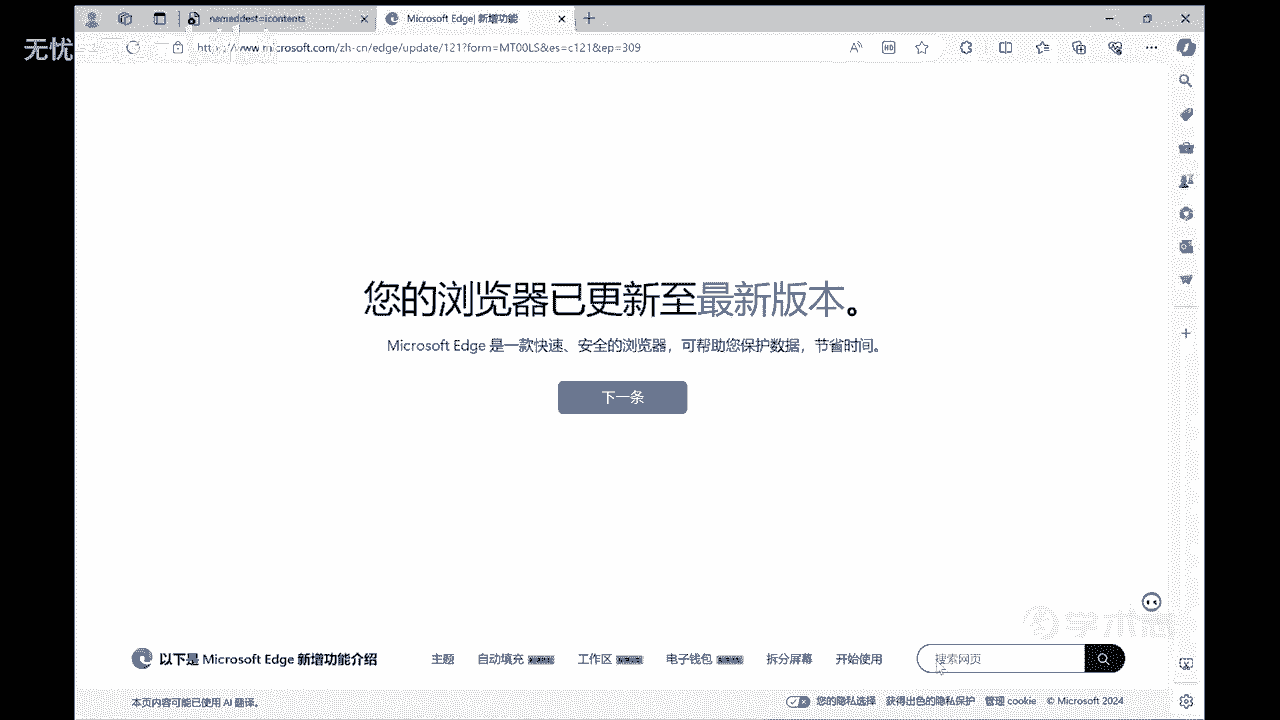 nameddest=contents
Microsoft Edge| 新增功能
无忧
microsoft.com/zh-cn/edge/update/121?form=MT00LS&es=c121&ep=309
您的浏览器已更新至最新版本。
Microsoft Edge 是一款快速、安全的浏览器，可帮助您保护数据，节省时间。
下一条
学术
以下是 Microsoft Edge 新增功能介绍
主题
自动填充
工作区
电子钱包
拆分屏幕
开始使用
搜索网页
本页内容可能已使用 AI 翻译。
您的隐私选择
获得出色的隐私保护
管理 cookie
© Microsoft 2024